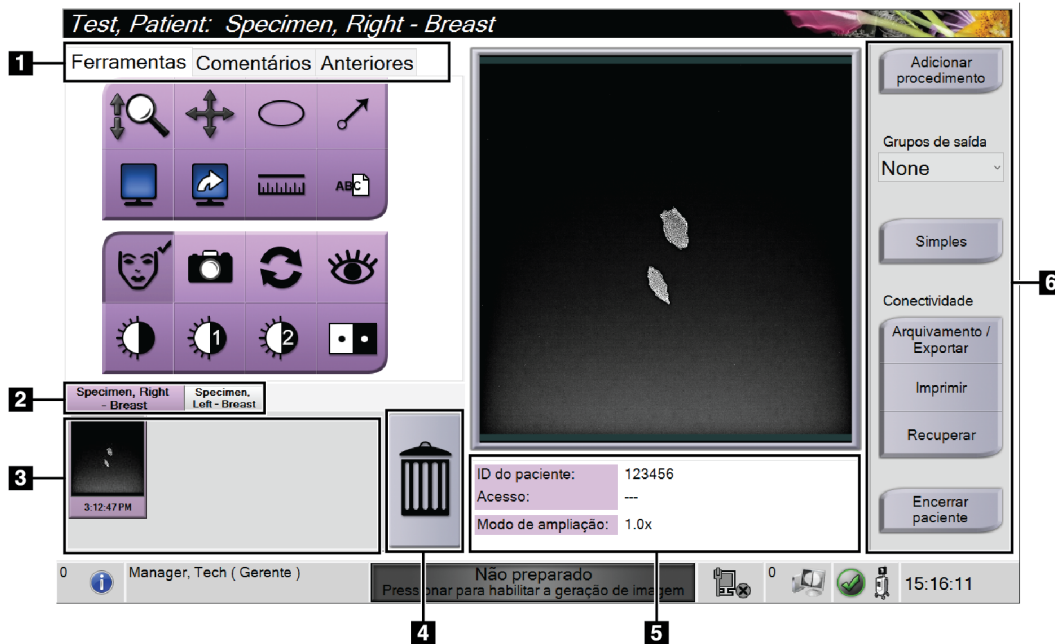 Test, Patient: Specimen, Right - Breast
1
Ferramentas Comentários Anteriores
ABC
1
2
2
Specimen, Right
- Breast
Specimen,
Left - Breast
3
3:12:47 PM
4
ID do paciente: 123456
Acesso: ---
Modo de ampliação: 1.0x
5
Adicionar
procedimento
Grupos de saída
None
Simples
Conectividade
Arquivamento /
Exportar
Imprimir
Recuperar
Encerrar
paciente
6
0
Manager, Tech ( Gerente )
Não preparado
Pressionar para habilitar a geração de imagem
0
15:16:11